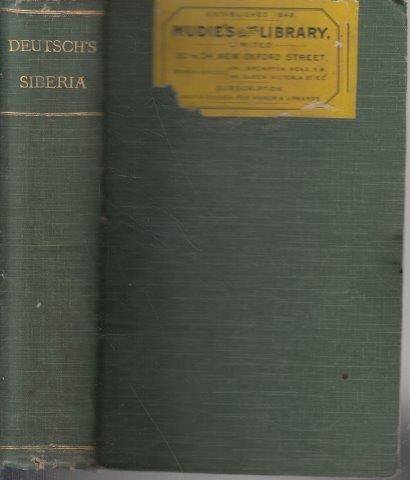 DEUTSCH'S
SIBERIA
ESTABLISHED 1842.
MUDIE'S LIBRARY,
LIMITED
30 TO 34 NEW OXFORD STREET.
BROMPTON ROAD, S.W.
QUEEN VICTORIA ST. E.C.
SUBSCRIPTION